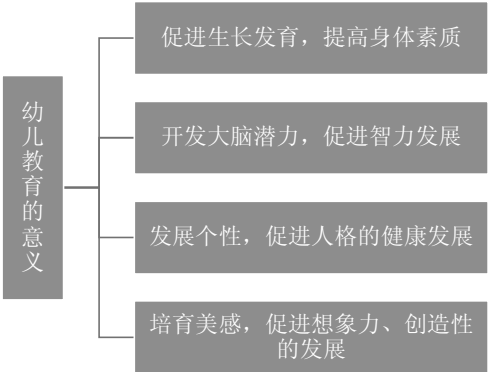 幼儿教育的意义
促进生长发育，提高身体素质
开发大脑潜力，促进智力发展
发展个性，促进人格的健康发展
培育美感，促进想象力、创造性
的发展